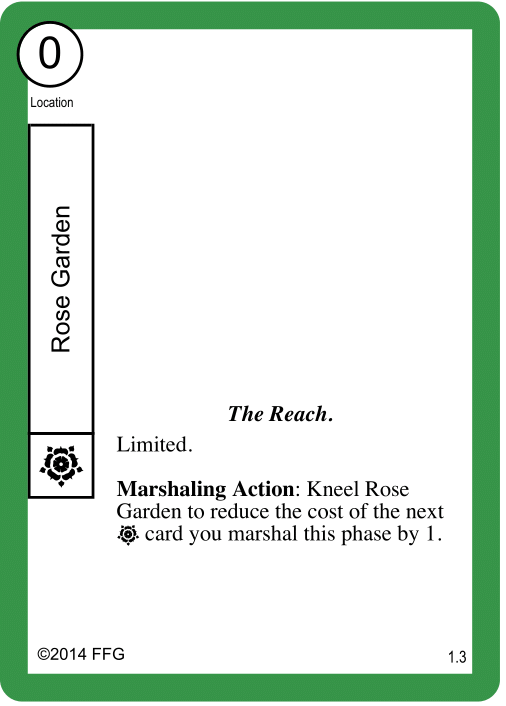 0
Location
Rose Garden
The Reach.
Limited.
Marshaling Action: Kneel Rose
Garden to reduce the cost of the next
card you marshal this phase by 1.
©2014 FFG
1.3